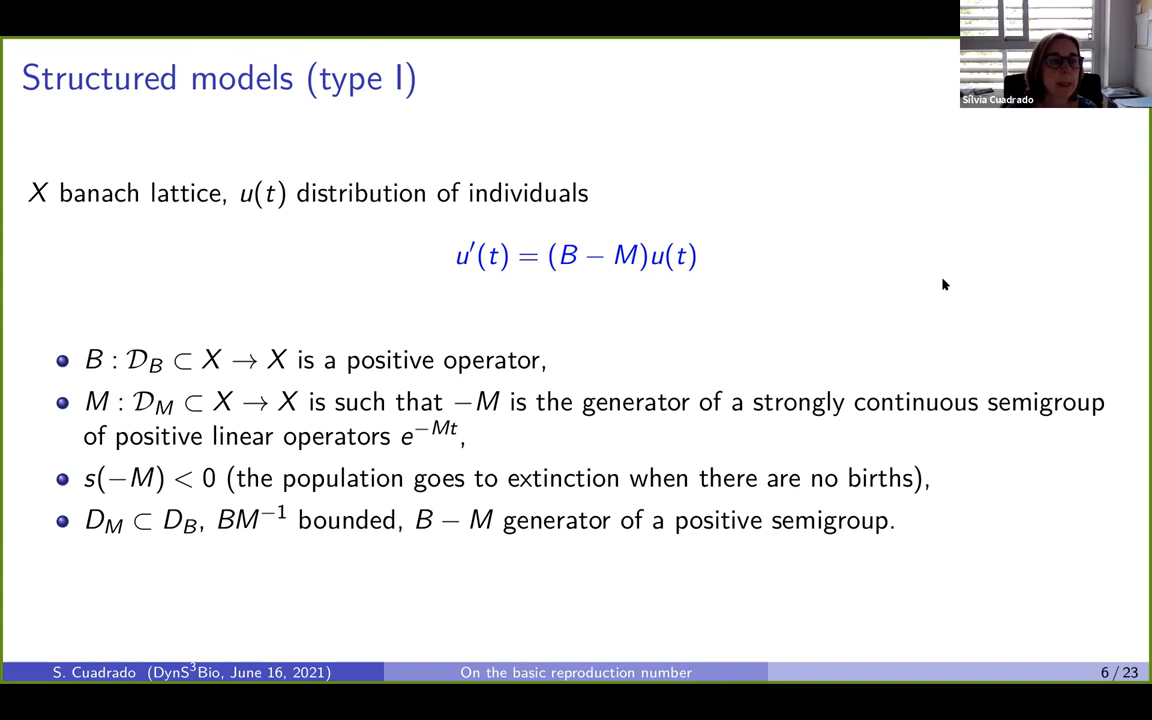 Structured models (type I)
Sílvia Cuadrado
X banach lattice, u(t) distribution of individuals
u′(t) = (B − M)u(t)
B : 𝒟_B ⊂ X → X is a positive operator,
M : 𝒟_M ⊂ X → X is such that −M is the generator of a strongly continuous semigroup
of positive linear operators e^{−Mt},
s(−M) < 0 (the population goes to extinction when there are no births),
D_M ⊂ D_B, BM^{−1} bounded, B − M generator of a positive semigroup.
S. Cuadrado (DynS³Bio, June 16, 2021)
On the basic reproduction number
6 / 23